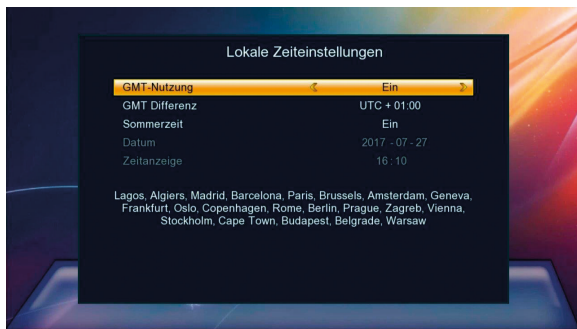 Lokale Zeiteinstellungen
GMT-Nutzung Ein
GMT Differenz UTC + 01:00
Sommerzeit Ein
Datum 2017 - 07 - 27
Zeitanzeige 16 : 10
Lagos, Algiers, Madrid, Barcelona, Paris, Brussels, Amsterdam, Geneva,
Frankfurt, Oslo, Copenhagen, Rome, Berlin, Prague, Zagreb, Vienna,
Stockholm, Cape Town, Budapest, Belgrade, Warsaw